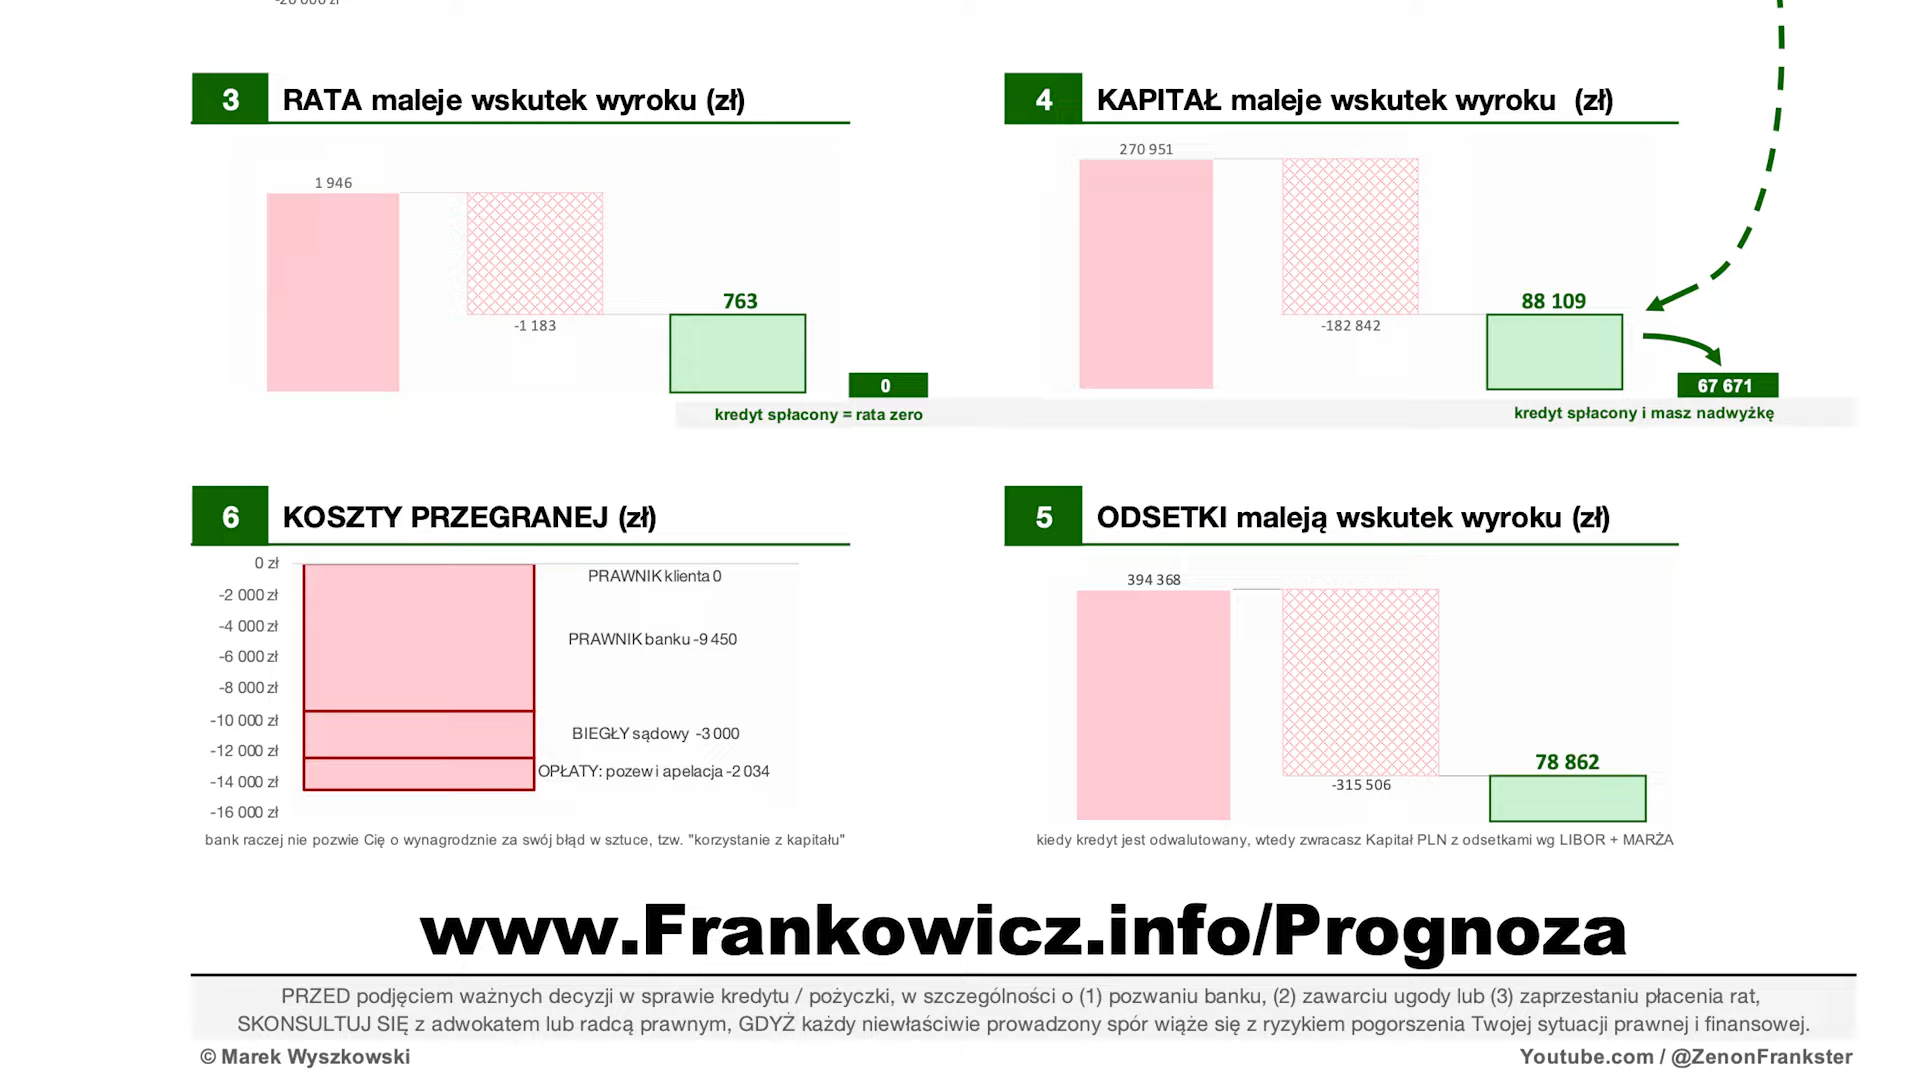 -20 000 zł
3 RATA maleje wskutek wyroku (zł)
1 946
-1 183
763
0
kredyt spłacony = rata zero
4 KAPITAŁ maleje wskutek wyroku (zł)
270 951
-182 842
88 109
67 671
kredyt spłacony i masz nadwyżkę
6 KOSZTY PRZEGRANEJ (zł)
0 zł
-2 000 zł
-4 000 zł
-6 000 zł
-8 000 zł
-10 000 zł
-12 000 zł
-14 000 zł
-16 000 zł
PRAWNIK klienta 0
PRAWNIK banku -9 450
BIEGŁY sądowy -3 000
OPŁATY: pozew i apelacja -2 034
bank raczej nie pozwie Cię o wynagrodznie za swój błąd w sztuce, tzw. "korzystanie z kapitału"
5 ODSETKI maleją wskutek wyroku (zł)
394 368
-315 506
78 862
kiedy kredyt jest odwalutowany, wtedy zwracasz Kapitał PLN z odsetkami wg LIBOR + MARŻA
www.Frankowicz.info/Prognoza
PRZED podjęciem ważnych decyzji w sprawie kredytu / pożyczki, w szczególności o (1) pozwaniu banku, (2) zawarciu ugody lub (3) zaprzestaniu płacenia rat,
SKONSULTUJ SIĘ z adwokatem lub radcą prawnym, GDYŻ każdy niewłaściwie prowadzony spór wiąże się z ryzykiem pogorszenia Twojej sytuacji prawnej i finansowej.
© Marek Wyszkowski
Youtube.com / @ZenonFrankster